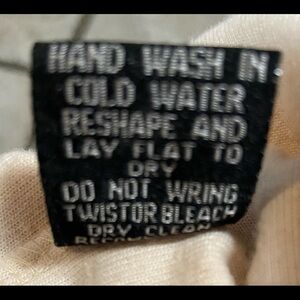 HAND WASH IN
COLD WATER
RESHAPE AND
LAY FLAT TO
DRY
DO NOT WRING
TWISTOR BLEACH
DRY CLEAN